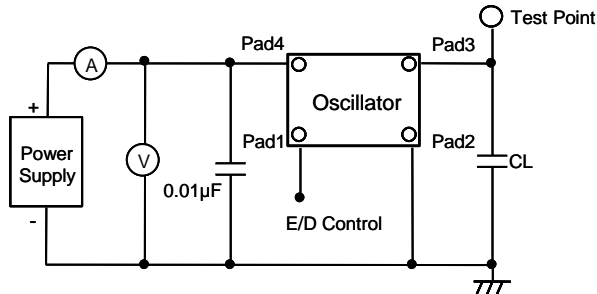 Test Point
Pad4
Pad3
A
Oscillator
+
Power
Supply
V
Pad1
Pad2
CL
0.01µF
E/D Control
-